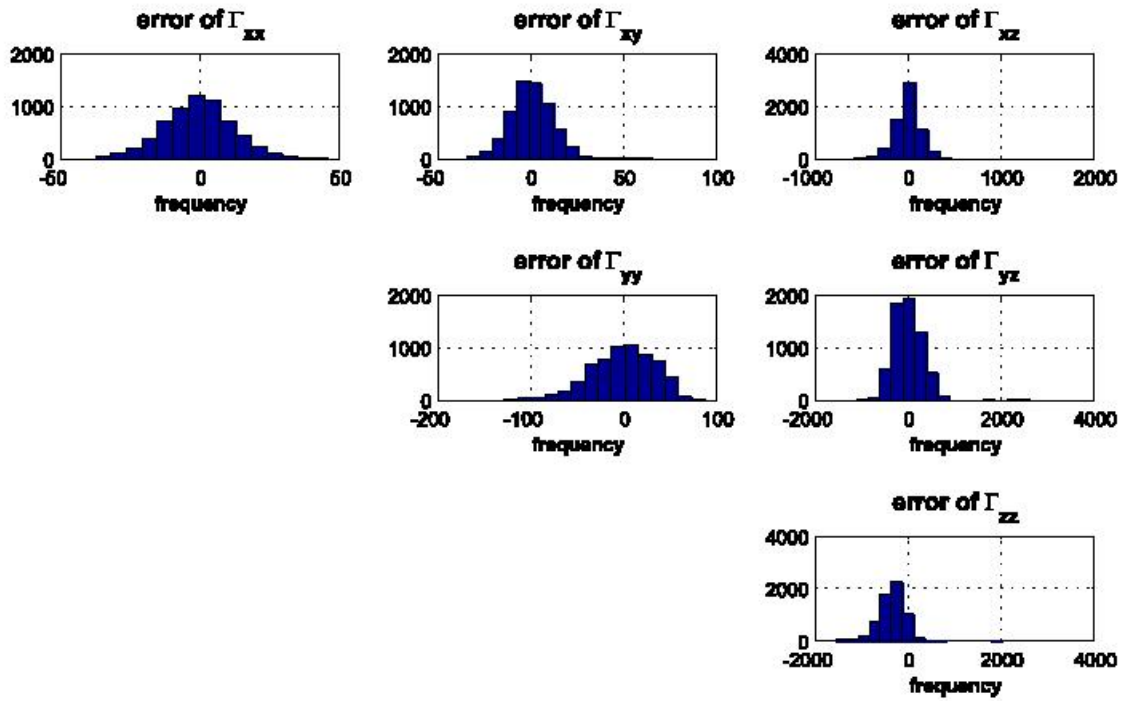 error of Γxx
2000
1000
0
-50 0 50
frequency
error of Γxy
2000
1000
0
-50 0 50 100
frequency
error of Γxz
4000
2000
0
-1000 0 1000 2000
frequency
error of Γyy
2000
1000
0
-200 -100 0 100
frequency
error of Γyz
2000
1000
0
-2000 0 2000 4000
frequency
error of Γzz
4000
2000
0
-2000 0 2000 4000
frequency